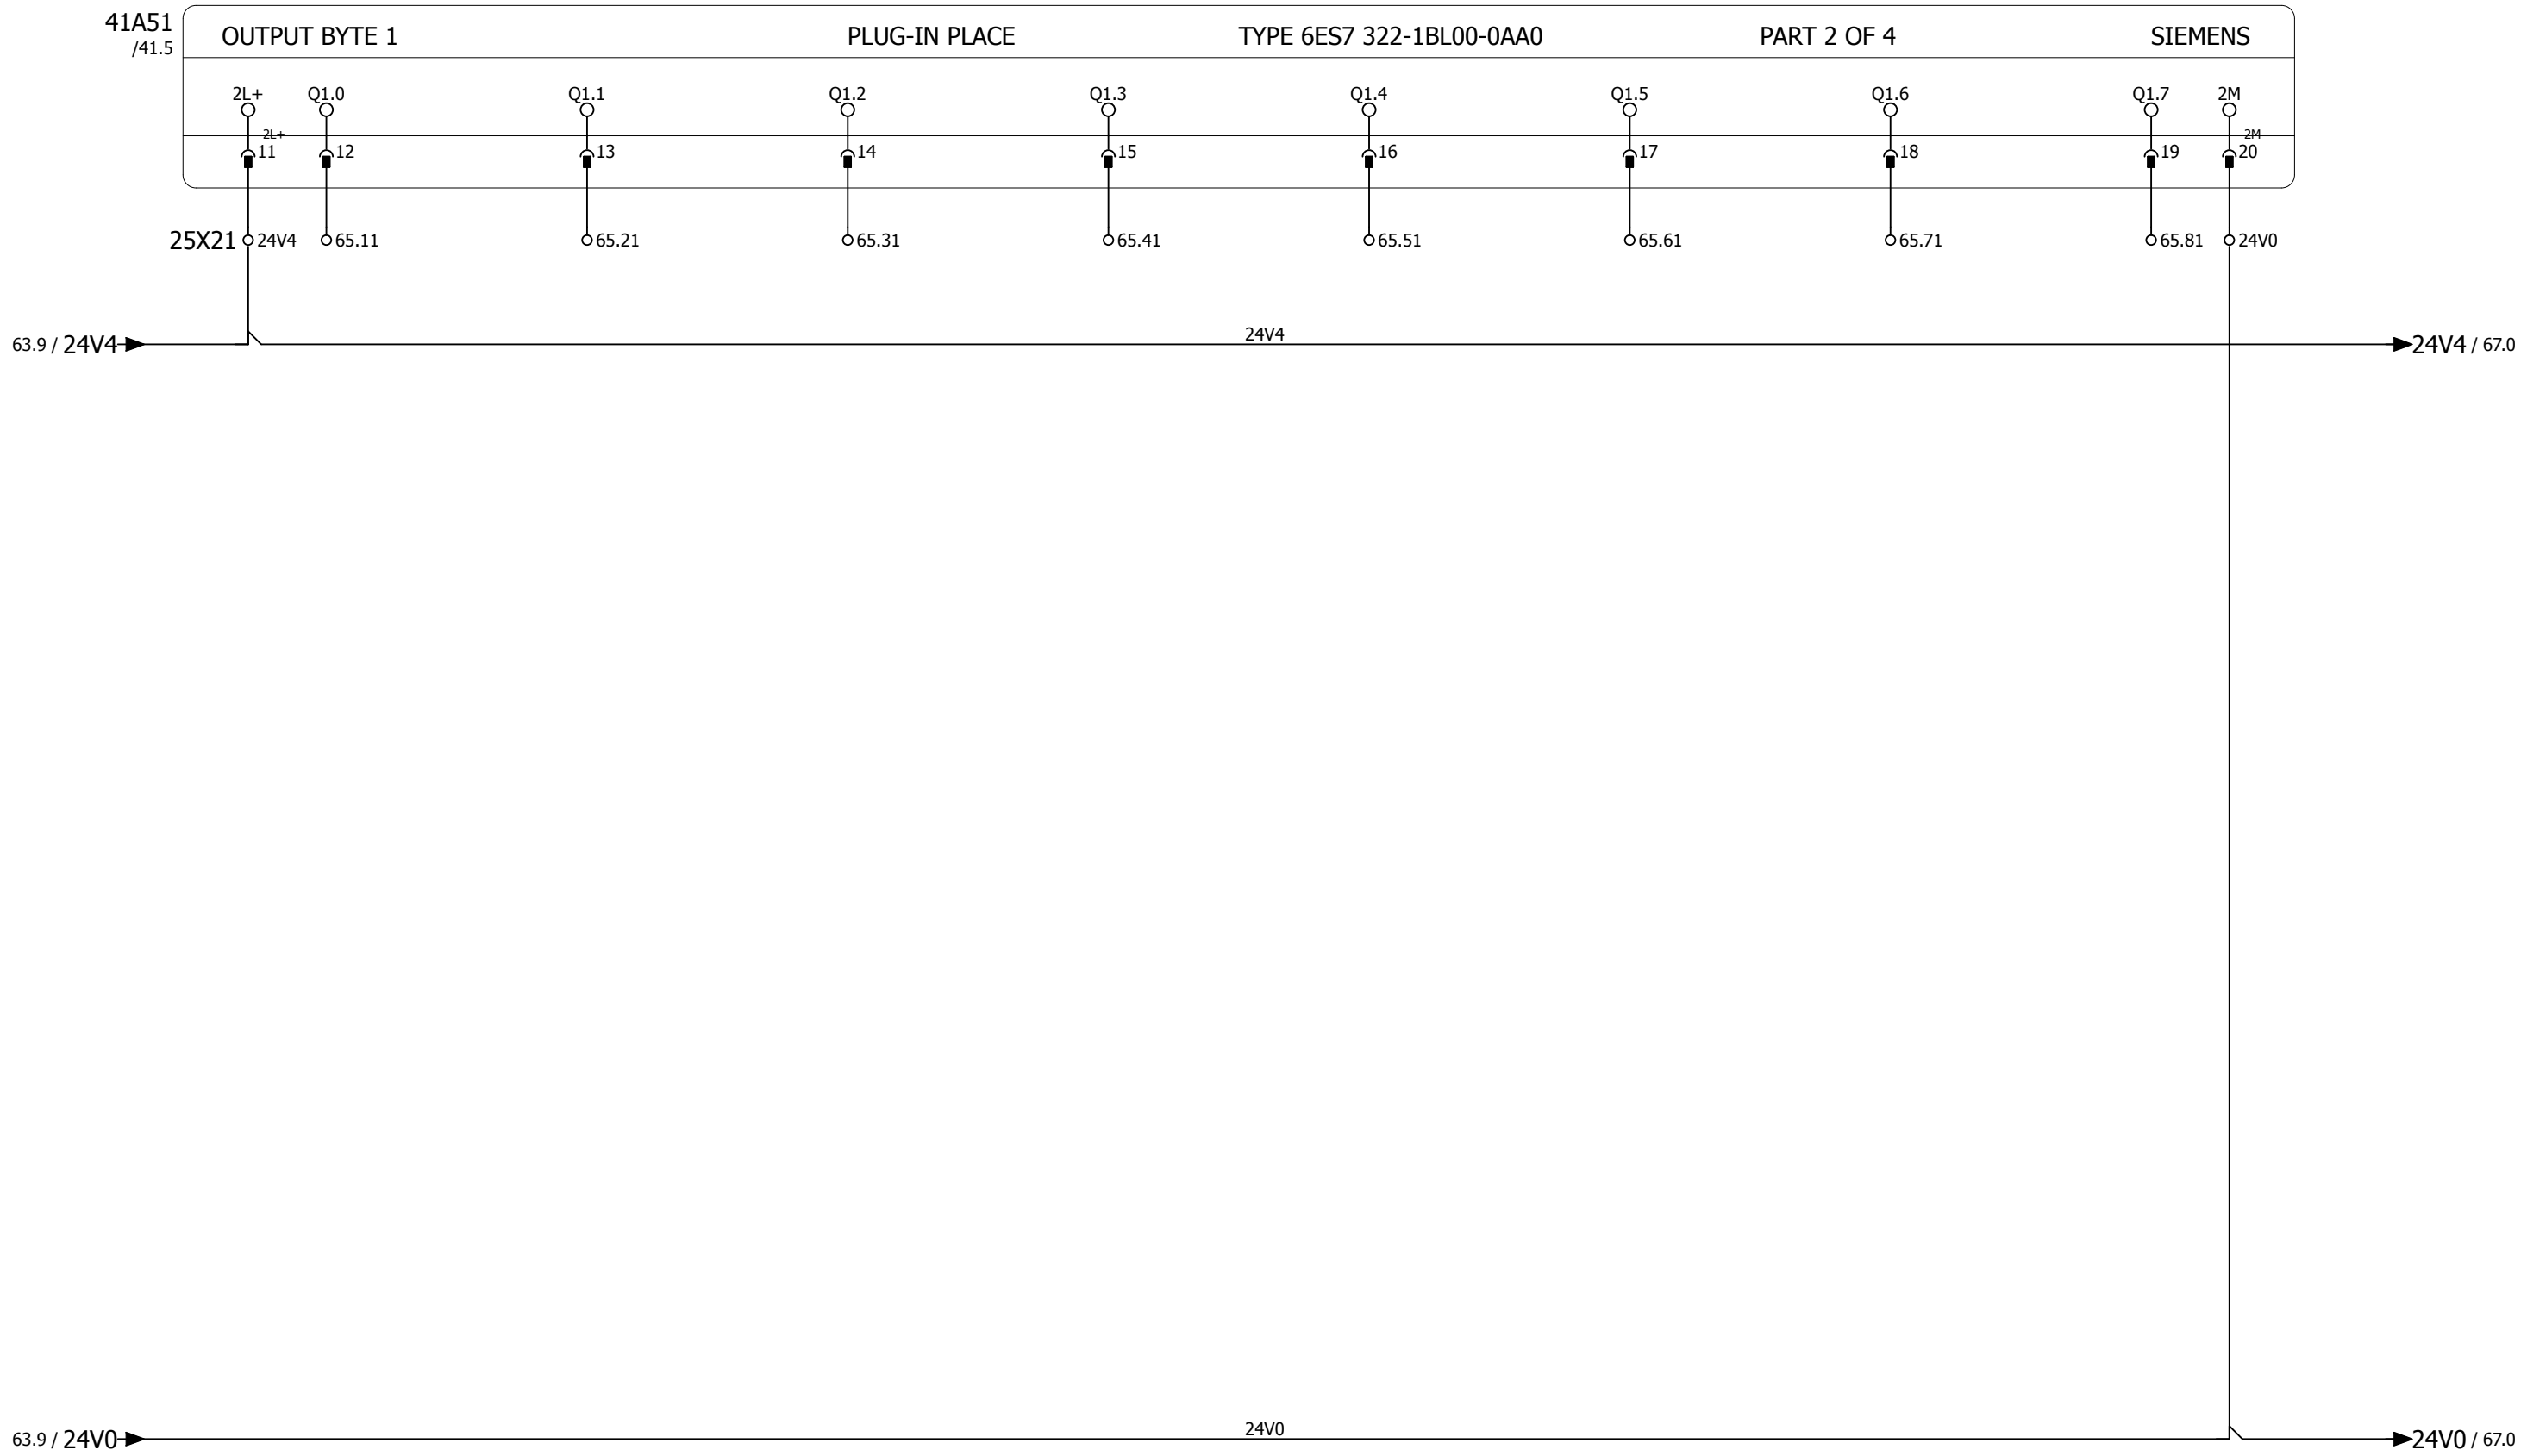 41A51
/41.5
OUTPUT BYTE 1 PLUG-IN PLACE TYPE 6ES7 322-1BL00-0AA0 PART 2 OF 4 SIEMENS
2L+ Q1.0 Q1.1 Q1.2 Q1.3 Q1.4 Q1.5 Q1.6 Q1.7 2M
2L+ 2M
11 12 13 14 15 16 17 18 19 20
25X21 24V4 65.11 65.21 65.31 65.41 65.51 65.61 65.71 65.81 24V0
63.9 / 24V4 24V4 24V4 / 67.0
63.9 / 24V0 24V0 24V0 / 67.0